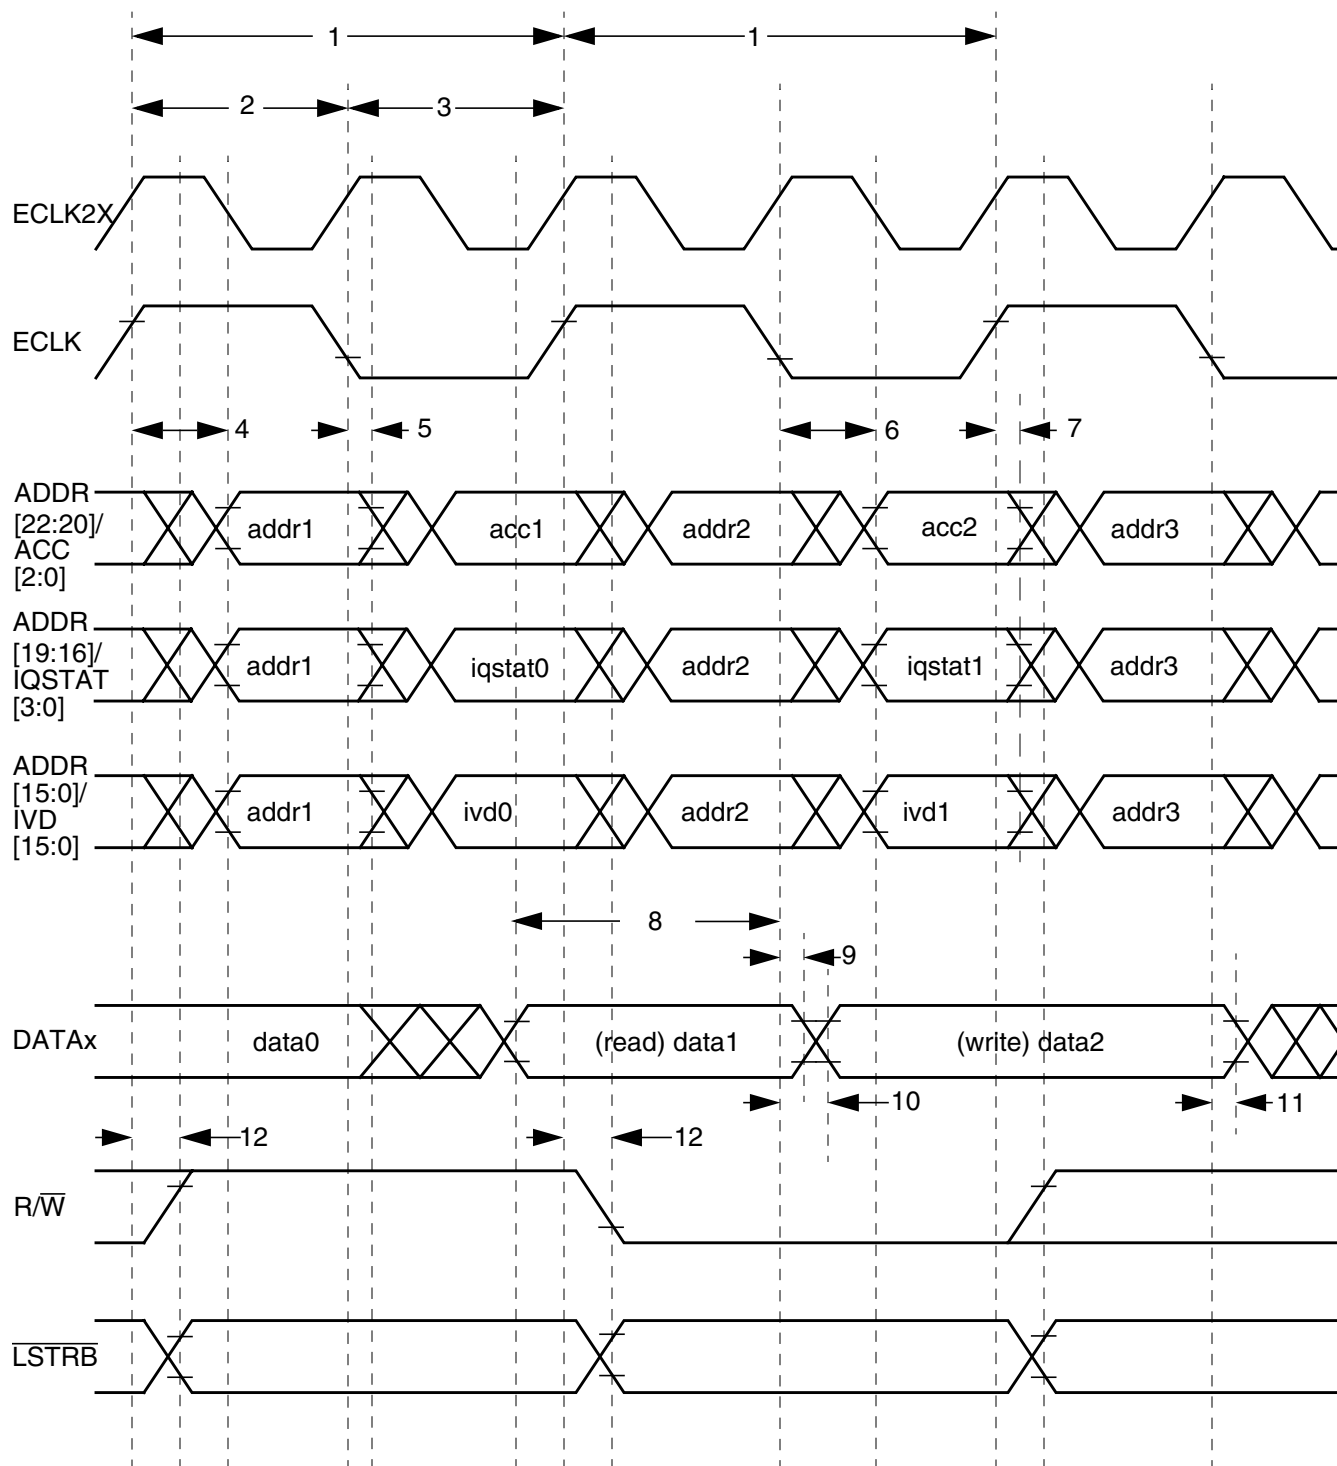 1 1
2 3
ECLK2X
ECLK
4 5 6 7
ADDR
[22:20]/
ACC
[2:0]
addr1 acc1 addr2 acc2 addr3
ADDR
[19:16]/
IQSTAT
[3:0]
addr1 iqstat0 addr2 iqstat1 addr3
ADDR
[15:0]/
IVD
[15:0]
addr1 ivd0 addr2 ivd1 addr3
8
9
DATAx data0 (read) data1 (write) data2
10 11
12 12
R/W̅
L̅S̅T̅R̅B̅